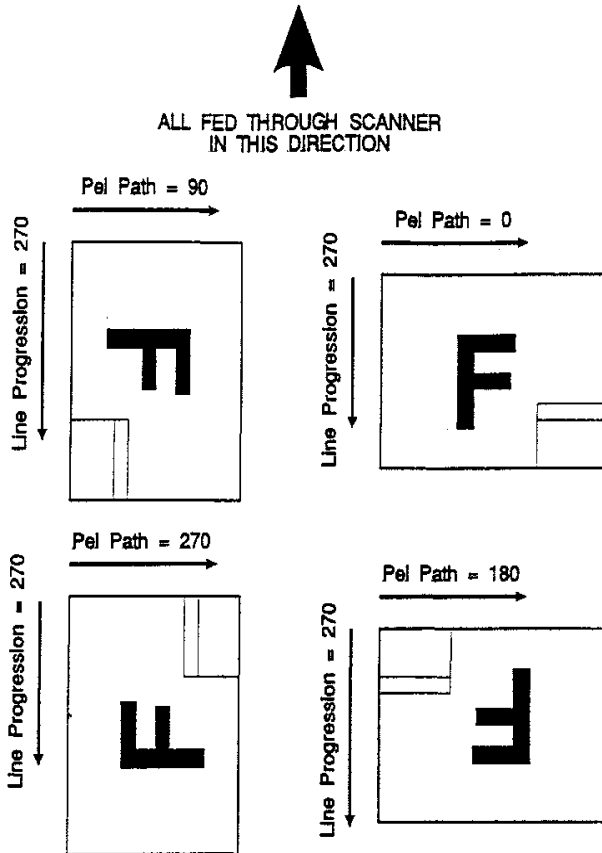 ALL FED THROUGH SCANNER
IN THIS DIRECTION
Pel Path = 90
Line Progression = 270
F
Pel Path = 0
Line Progression = 270
F
Pel Path = 270
Line Progression = 270
F
Pel Path = 180
Line Progression = 270
F